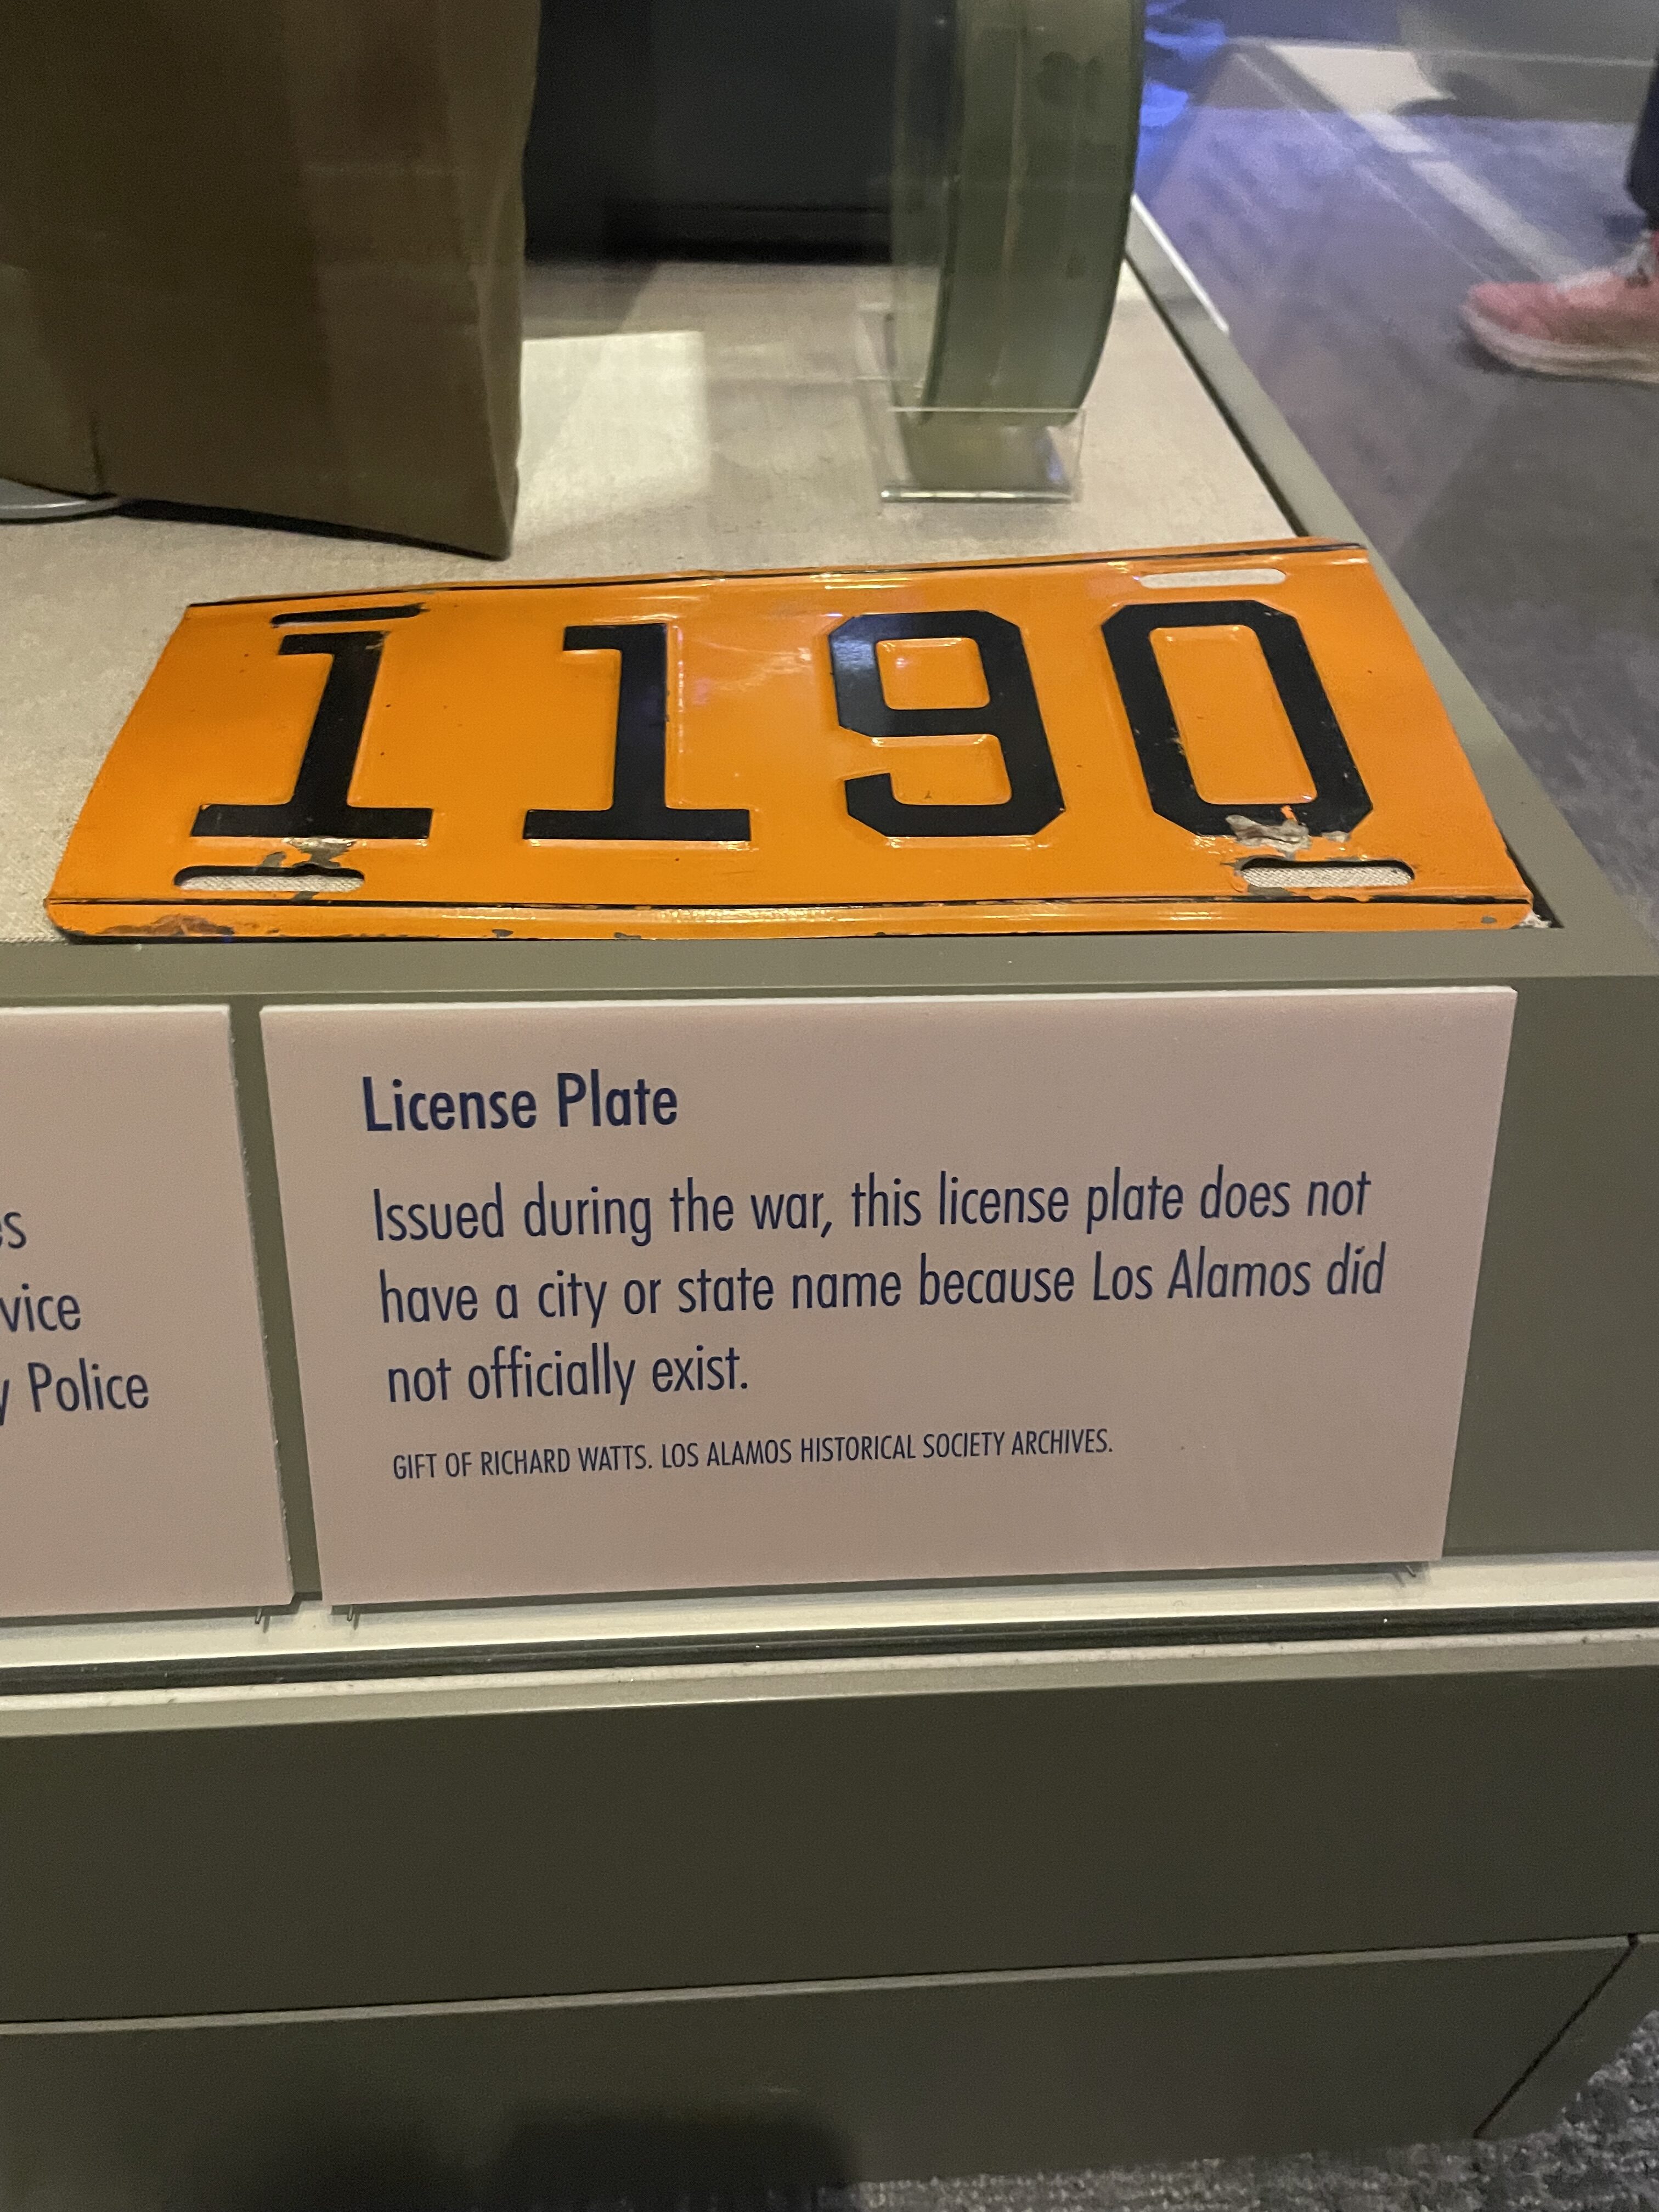 1190
License Plate
Issued during the war, this license plate does not
have a city or state name because Los Alamos did
not officially exist.
GIFT OF RICHARD WATTS. LOS ALAMOS HISTORICAL SOCIETY ARCHIVES.
Police